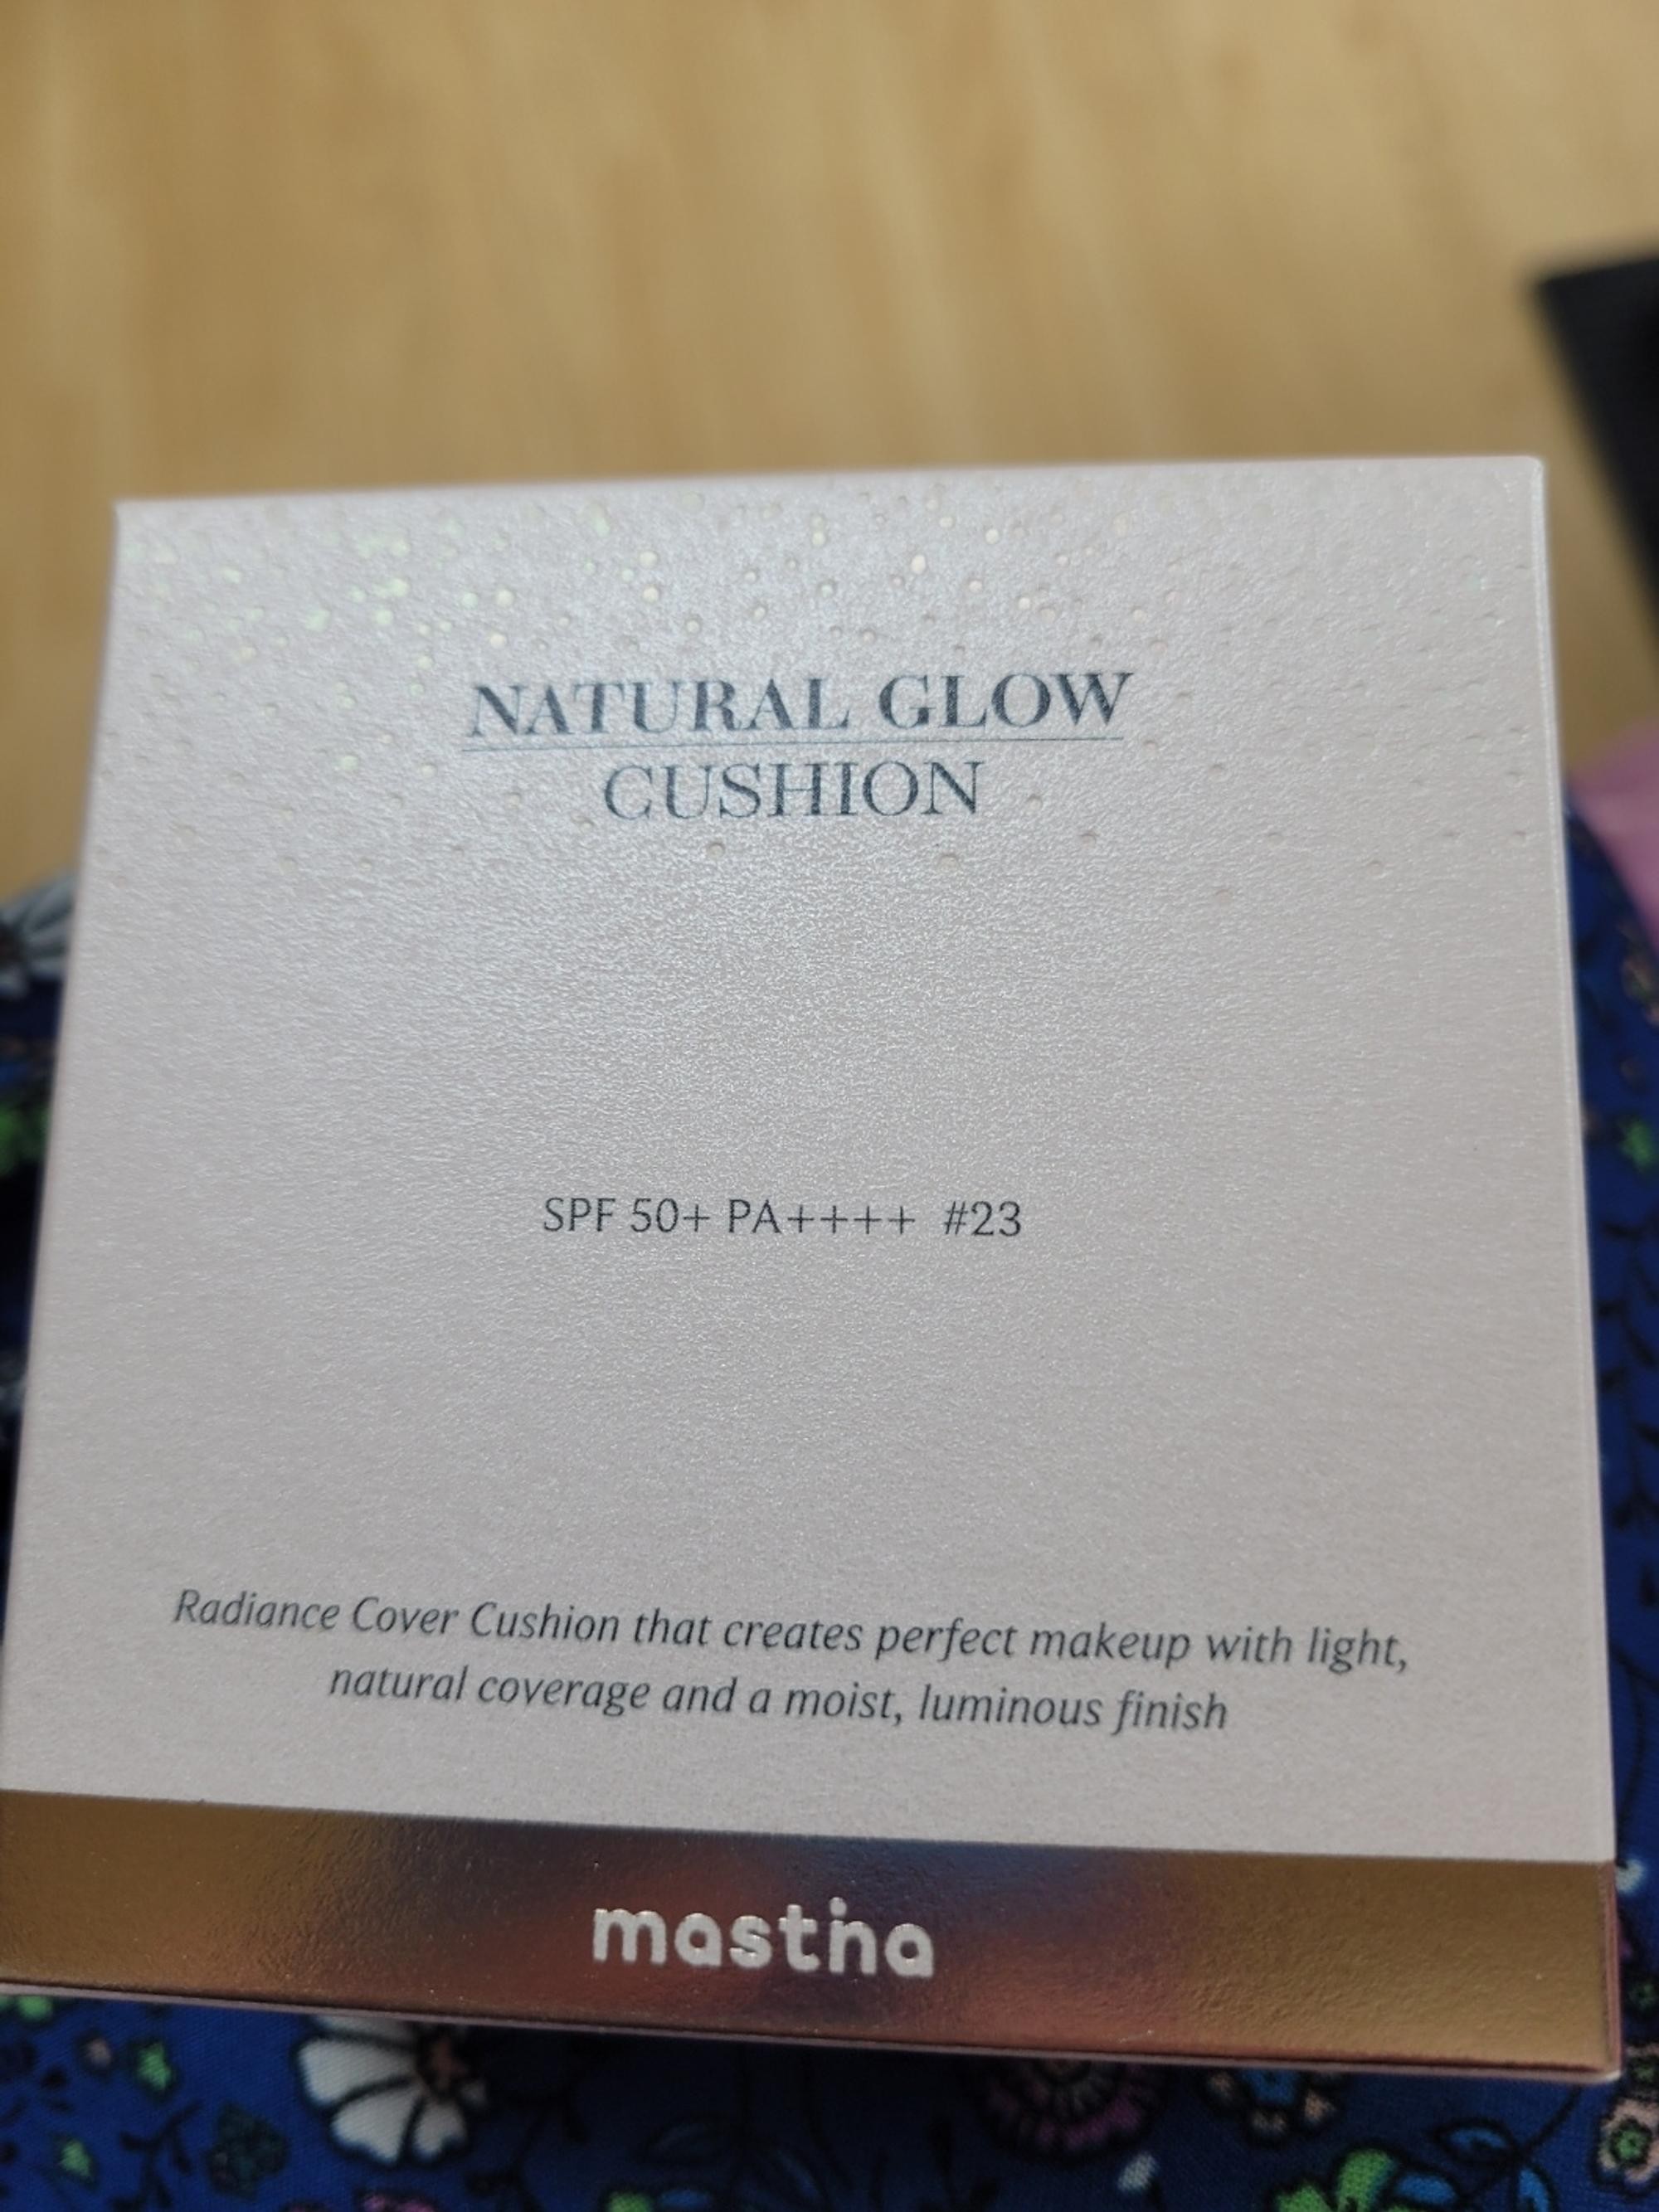 NATURAL GLOW
CUSHION
SPF 50+ PA++++ #23
Radiance Cover Cushion that creates perfect makeup with light,
natural coverage and a moist, luminous finish
mastina